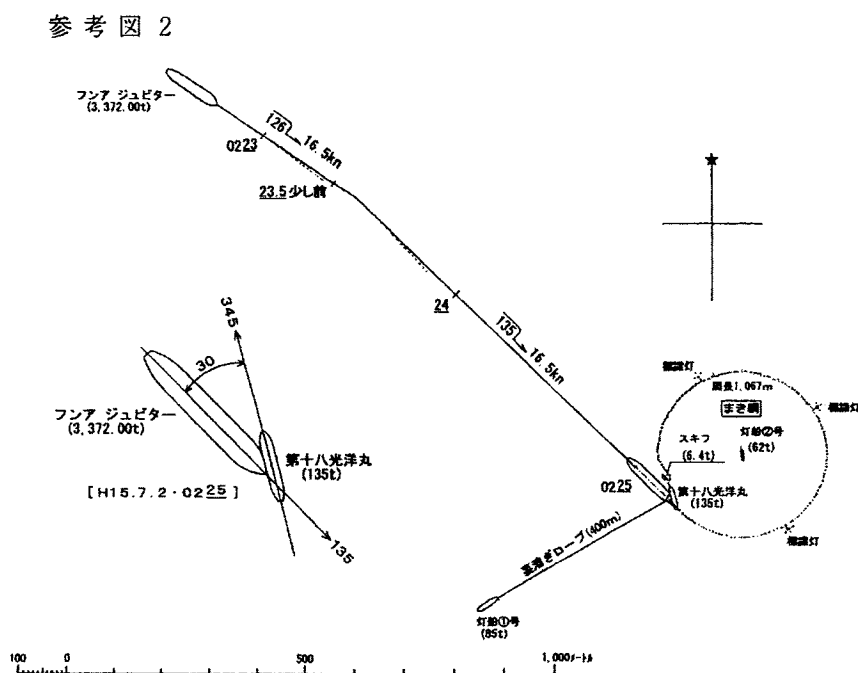 参考図 2
フンア ジュピター
(3,372.00t)
0223
126
16.5kn
23.5少し前
24
135
16.5kn
345
30
フンア ジュピター
(3,372.00t)
第十八光洋丸
(135t)
[H15.7.2・0225]
135
標識灯
周長1,067m
まき網
標識灯
スキフ
(6.4t)
灯船②号
(62t)
0225
第十八光洋丸
(135t)
標識灯
裏漕ぎロープ(400m)
灯船①号
(85t)
100 0 500 1,000メートル